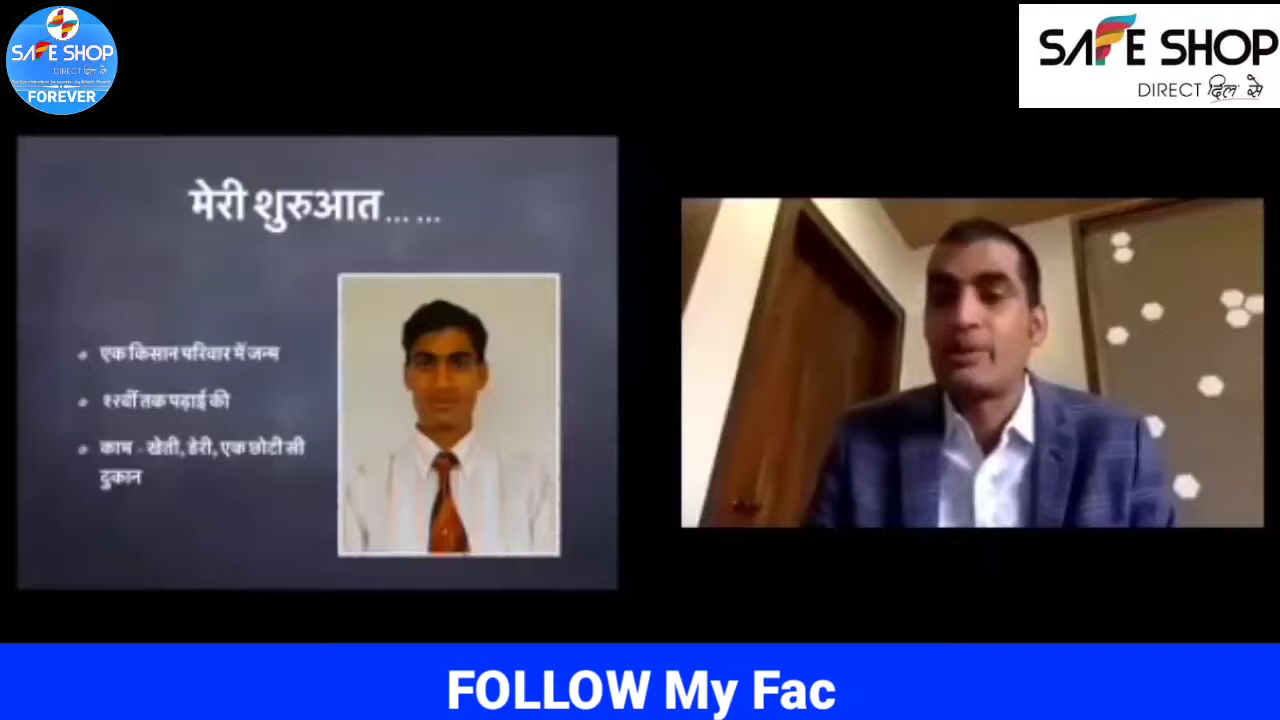 SAFE SHOP
DIRECT दिल से
FOREVER
SAFE SHOP
DIRECT दिल से
मेरी शुरुआत... ...
एक किसान परिवार में जन्म
१२वीं तक पढ़ाई की
काम - खेती, डेरी, एक छोटी सी
दुकान
FOLLOW My Fac